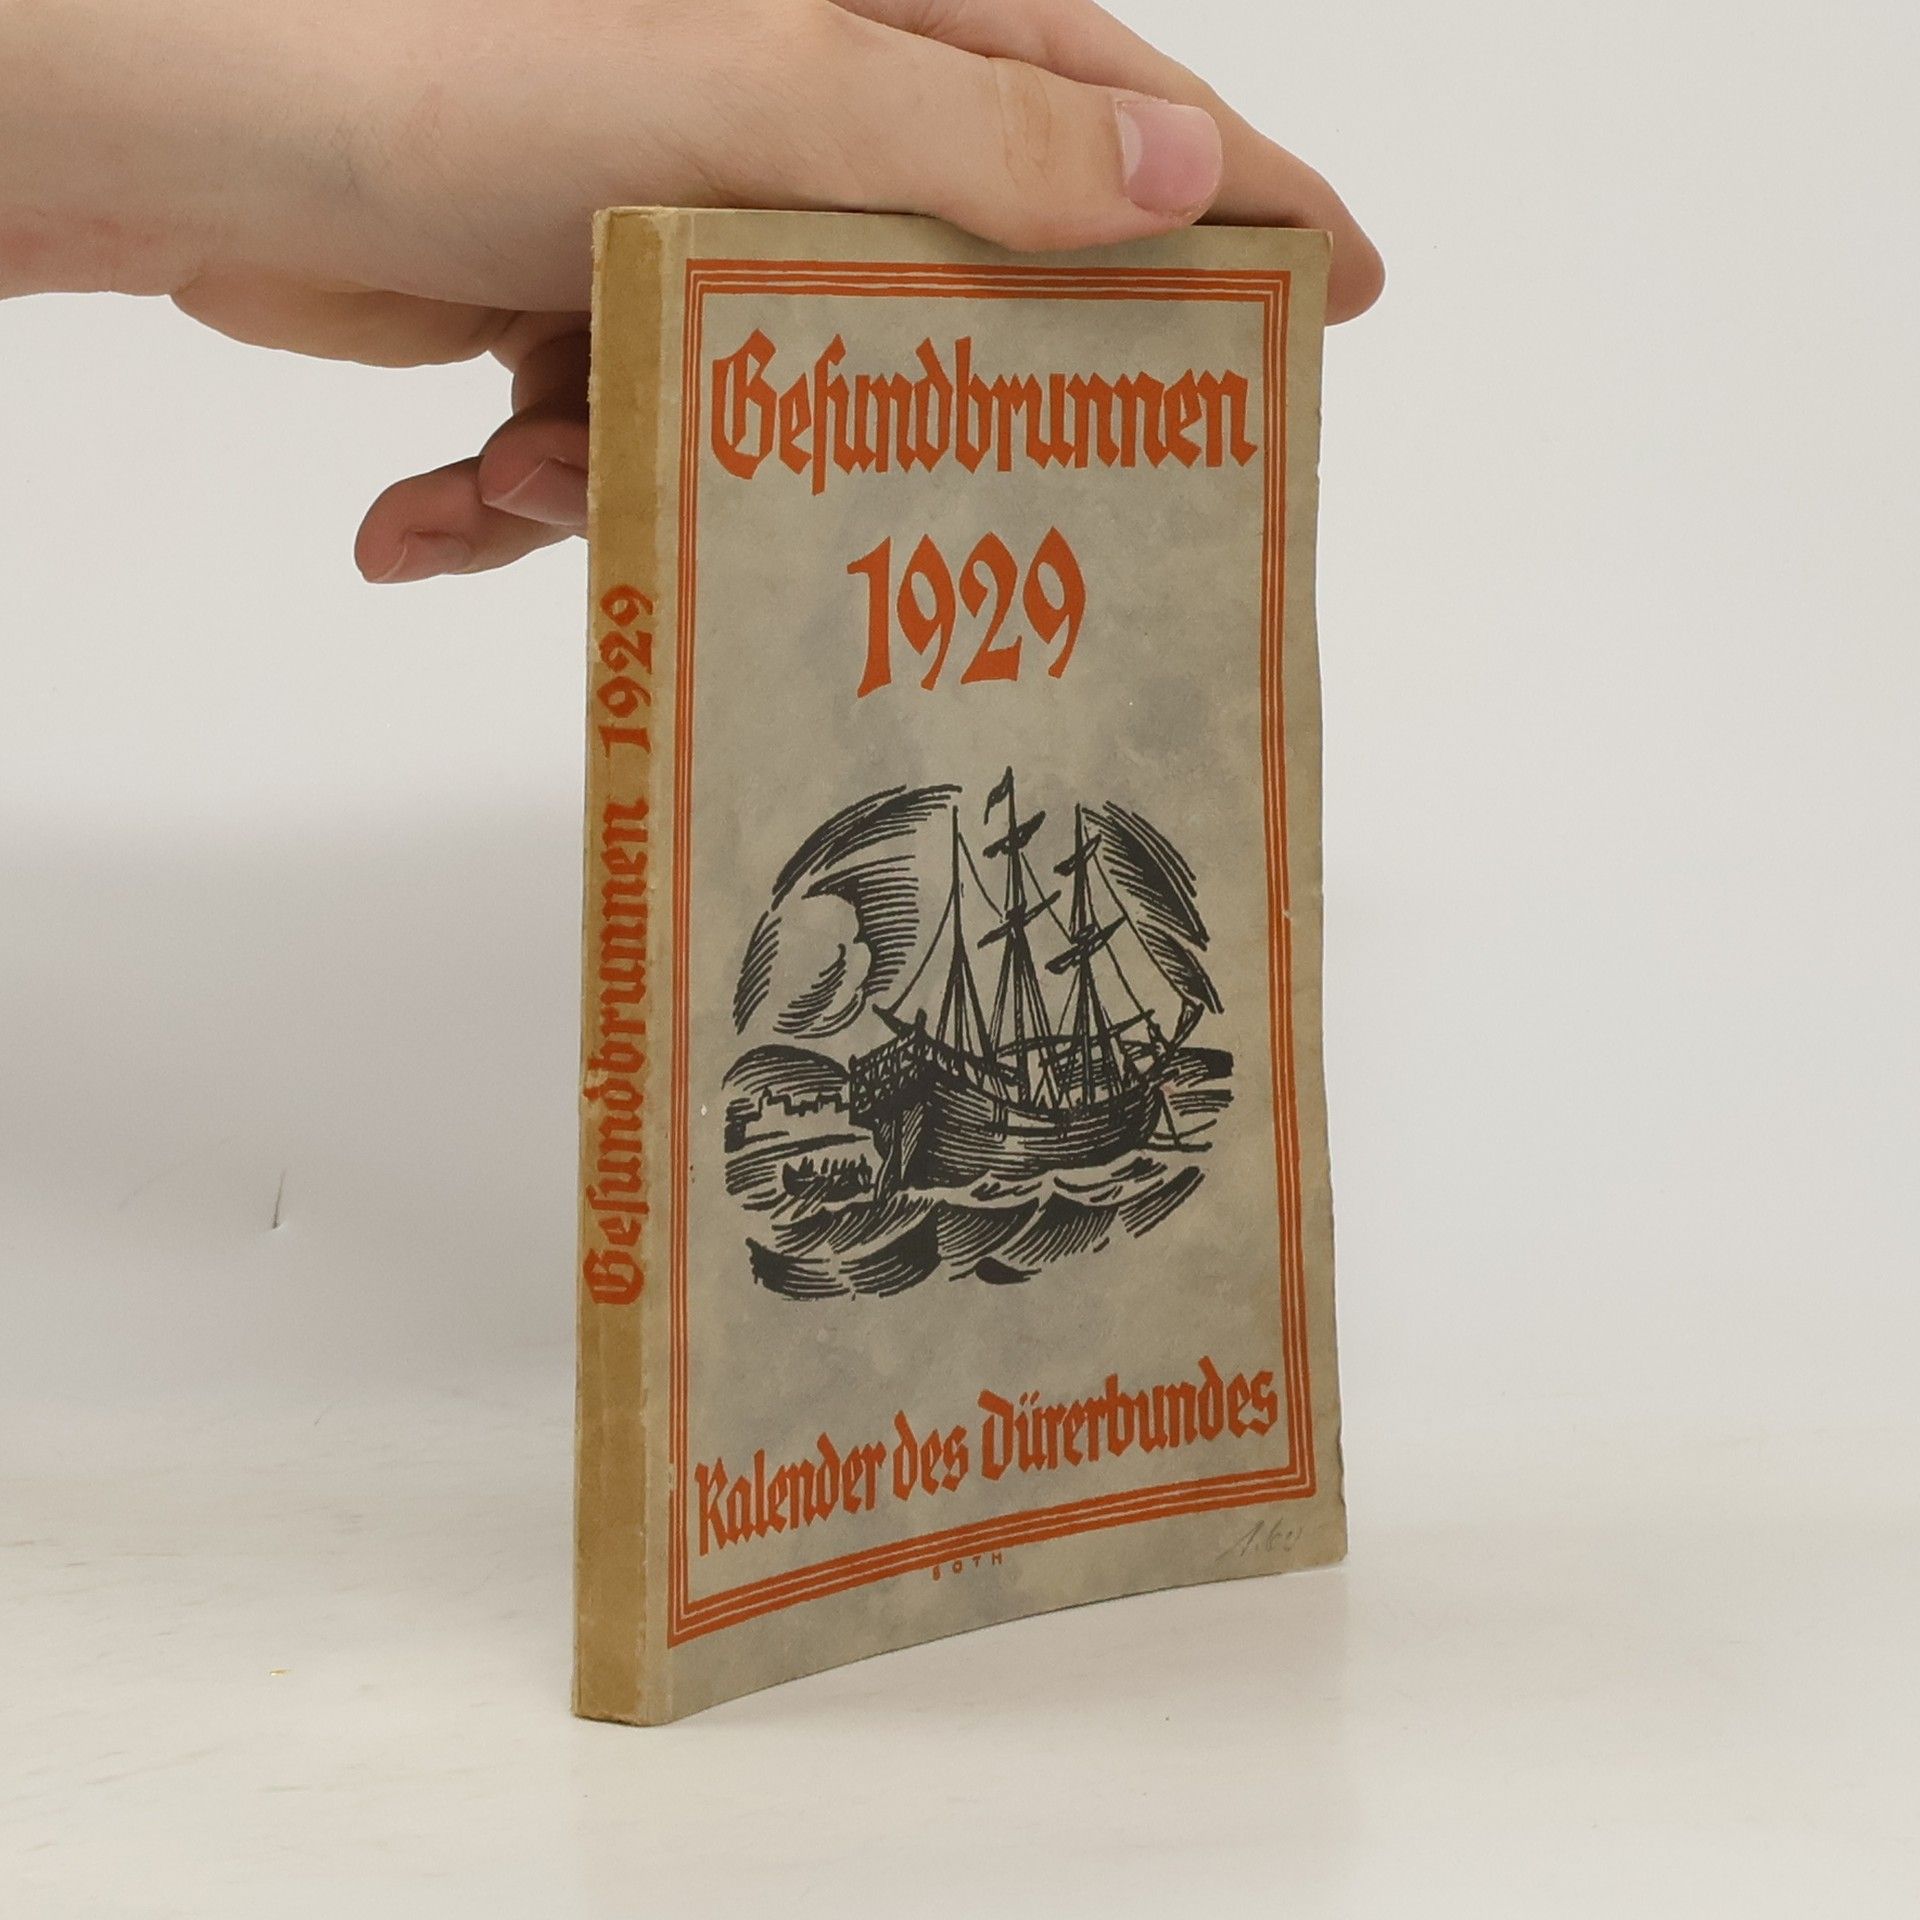 Gesundbrunnen
1929
Kalender des Dürerbundes
Gesundbrunnen 1929